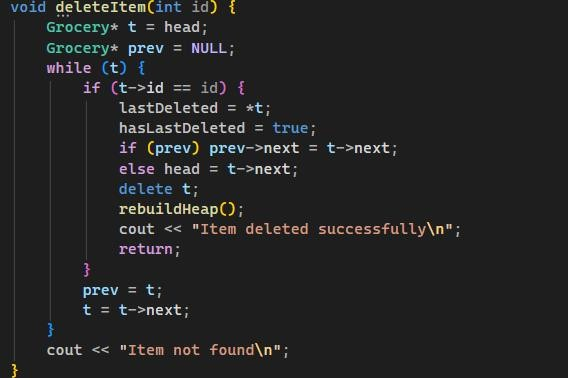 void deleteItem(int id) {
    Grocery* t = head;
    Grocery* prev = NULL;
    while (t) {
        if (t->id == id) {
            lastDeleted = *t;
            hasLastDeleted = true;
            if (prev) prev->next = t->next;
            else head = t->next;
            delete t;
            rebuildHeap();
            cout << "Item deleted successfully\n";
            return;
        }
        prev = t;
        t = t->next;
    }
    cout << "Item not found\n";
}